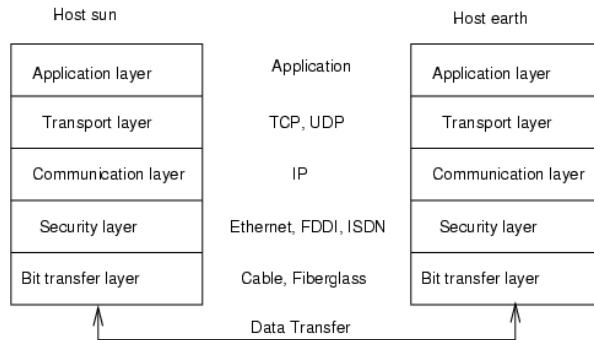 Host sun
Host earth
Application layer
Application
Application layer
Transport layer
TCP, UDP
Transport layer
Communication layer
IP
Communication layer
Security layer
Ethernet, FDDI, ISDN
Security layer
Bit transfer layer
Cable, Fiberglass
Bit transfer layer
Data Transfer